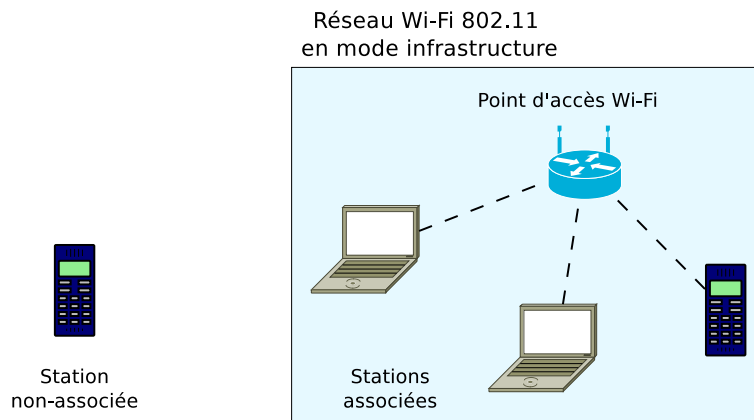 Réseau Wi-Fi 802.11
en mode infrastructure
Point d'accès Wi-Fi
Station
non-associée
Stations
associées